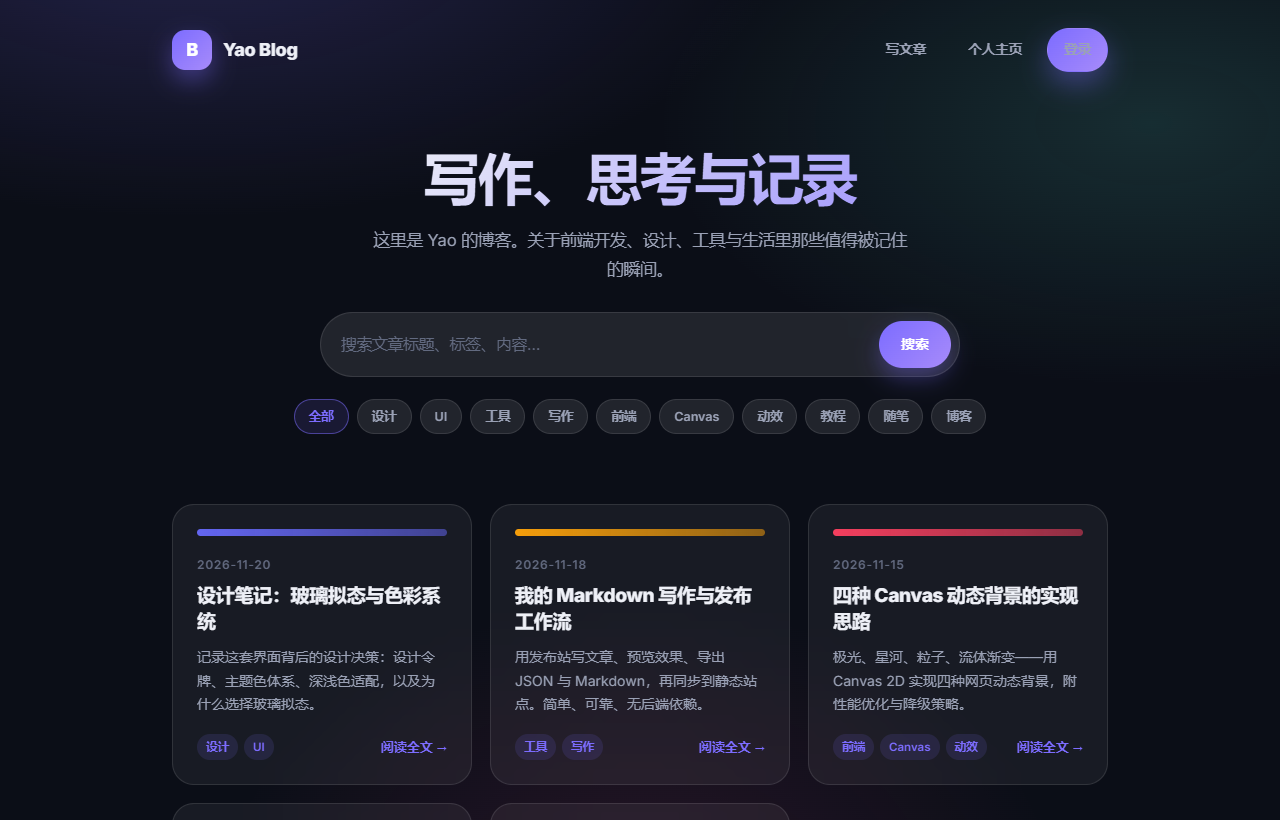 B
Yao Blog
写文章
个人主页
登录
写作、思考与记录
这里是 Yao 的博客。关于前端开发、设计、工具与生活里那些值得被记住
的瞬间。
搜索文章标题、标签、内容...
搜索
全部
设计
UI
工具
写作
前端
Canvas
动效
教程
随笔
博客
2026-11-20
设计笔记：玻璃拟态与色彩系
统
记录这套界面背后的设计决策：设计令
牌、主题色体系、深浅色适配，以及为
什么选择玻璃拟态。
设计
UI
阅读全文 →
2026-11-18
我的 Markdown 写作与发布
工作流
用发布站写文章、预览效果、导出
JSON 与 Markdown，再同步到静态站
点。简单、可靠、无后端依赖。
工具
写作
阅读全文 →
2026-11-15
四种 Canvas 动态背景的实现
思路
极光、星河、粒子、流体渐变——用
Canvas 2D 实现四种网页动态背景，附
性能优化与降级策略。
前端
Canvas
动效
阅读全文 →